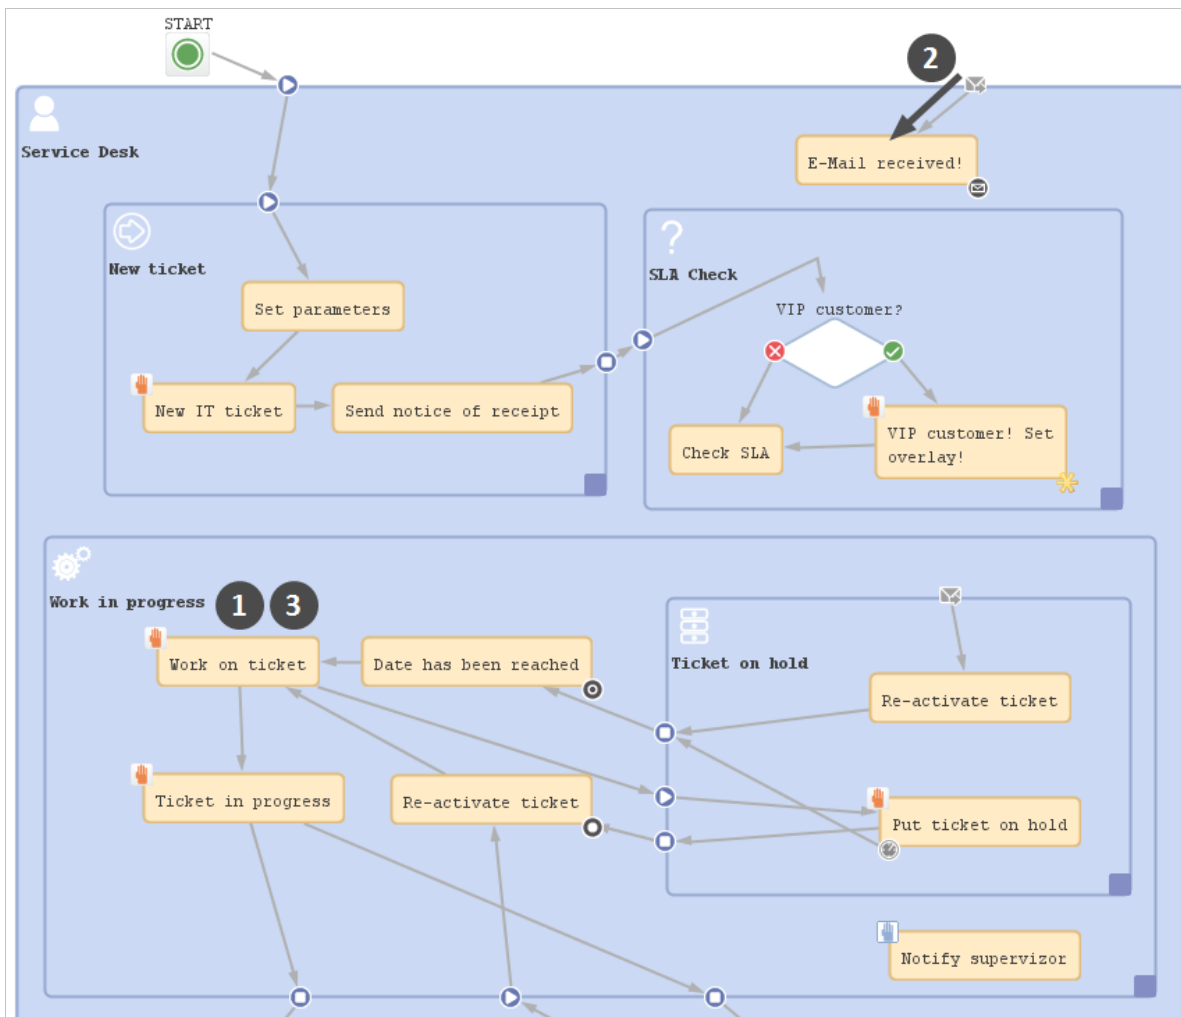 START
2
Service Desk
E-Mail received!
New ticket
SLA Check
Set parameters
VIP customer?
New IT ticket
Send notice of receipt
VIP customer! Set
overlay!
Check SLA
Work in progress
1
3
Work on ticket
Date has been reached
Ticket on hold
Re-activate ticket
Ticket in progress
Re-activate ticket
Put ticket on hold
Notify supervizor